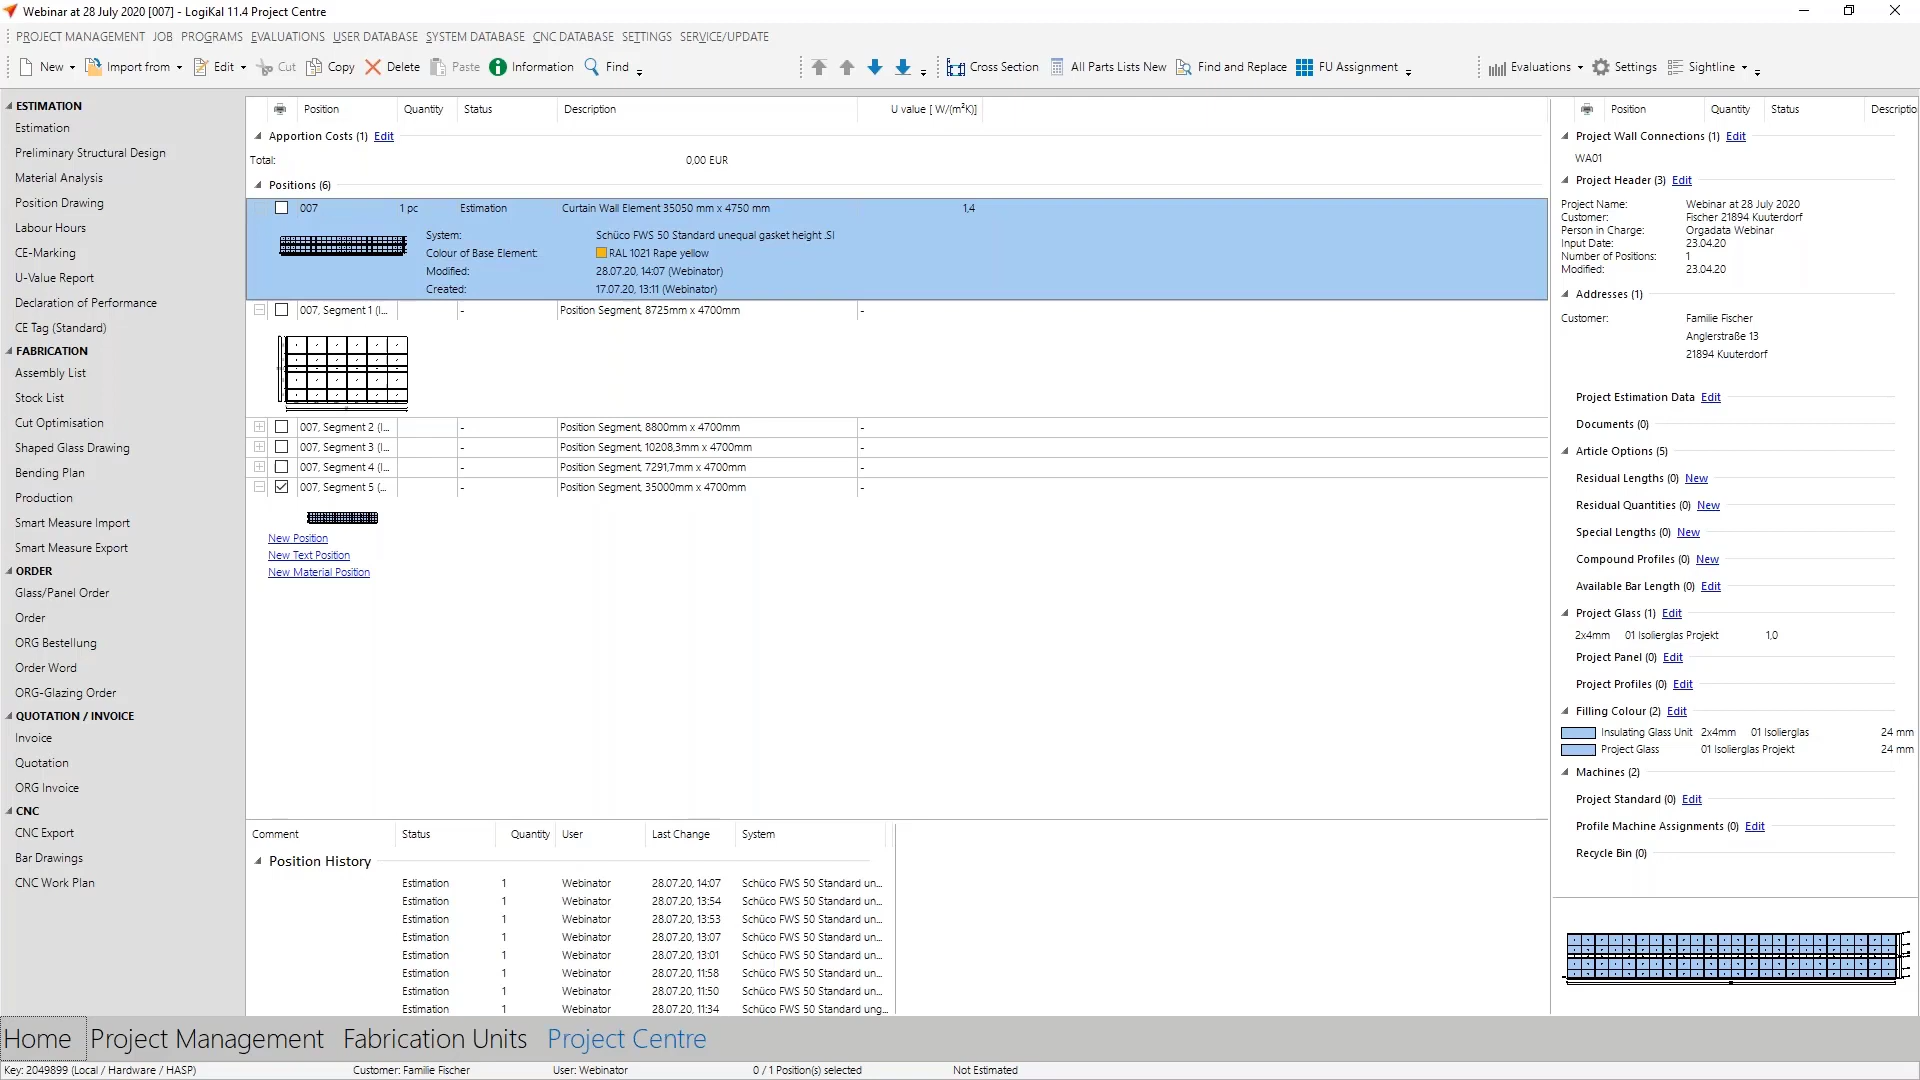 Webinar at 28 July 2020 [007] - LogiKal 11.4 Project Centre
PROJECT MANAGEMENT JOB PROGRAMS EVALUATIONS USER DATABASE SYSTEM DATABASE CNC DATABASE SETTINGS SERVICE/UPDATE
New Import from Edit Cut Copy Delete Paste Information Find Cross Section All Parts Lists New Find and Replace FU Assignment Evaluations Settings Sightline
ESTIMATION
Estimation
Preliminary Structural Design
Material Analysis
Position Drawing
Labour Hours
CE-Marking
U-Value Report
Declaration of Performance
CE Tag (Standard)
FABRICATION
Assembly List
Stock List
Cut Optimisation
Shaped Glass Drawing
Bending Plan
Production
Smart Measure Import
Smart Measure Export
ORDER
Glass/Panel Order
Order
ORG Bestellung
Order Word
ORG-Glazing Order
QUOTATION / INVOICE
Invoice
Quotation
ORG Invoice
CNC
CNC Export
Bar Drawings
CNC Work Plan
Position Quantity Status Description U value [ W/(m²K)]
Apportion Costs (1) Edit
Total: 0,00 EUR
Positions (6)
007 1 pc Estimation Curtain Wall Element 35050 mm x 4750 mm 1,4
System: Schüco FWS 50 Standard unequal gasket height .SI
Colour of Base Element: RAL 1021 Rape yellow
Modified: 28.07.20, 14:07 (Webinator)
Created: 17.07.20, 13:11 (Webinator)
007, Segment 1 (I... - Position Segment, 8725mm x 4700mm -
007, Segment 2 (I... - Position Segment, 8800mm x 4700mm -
007, Segment 3 (I... - Position Segment, 10208,3mm x 4700mm -
007, Segment 4 (I... - Position Segment, 7291,7mm x 4700mm -
007, Segment 5 (... - Position Segment, 35000mm x 4700mm -
New Position
New Text Position
New Material Position
Comment Status Quantity User Last Change System
Position History
Estimation 1 Webinator 28.07.20, 14:07 Schüco FWS 50 Standard un...
Estimation 1 Webinator 28.07.20, 13:54 Schüco FWS 50 Standard un...
Estimation 1 Webinator 28.07.20, 13:53 Schüco FWS 50 Standard un...
Estimation 1 Webinator 28.07.20, 13:07 Schüco FWS 50 Standard un...
Estimation 1 Webinator 28.07.20, 13:01 Schüco FWS 50 Standard un...
Estimation 1 Webinator 28.07.20, 11:58 Schüco FWS 50 Standard un...
Estimation 1 Webinator 28.07.20, 11:50 Schüco FWS 50 Standard un...
Estimation 1 Webinator 28.07.20, 11:34 Schüco FWS 50 Standard ung...
Position Quantity Status Descriptio
Project Wall Connections (1) Edit
WA01
Project Header (3) Edit
Project Name: Webinar at 28 July 2020
Customer: Fischer 21894 Kuuterdorf
Person in Charge: Orgadata Webinar
Input Date: 23.04.20
Number of Positions: 1
Modified: 23.04.20
Addresses (1)
Customer: Familie Fischer
Anglerstraße 13
21894 Kuuterdorf
Project Estimation Data Edit
Documents (0)
Article Options (5)
Residual Lengths (0) New
Residual Quantities (0) New
Special Lengths (0) New
Compound Profiles (0) New
Available Bar Length (0) Edit
Project Glass (1) Edit
2x4mm 01 Isolierglas Projekt 1,0
Project Panel (0) Edit
Project Profiles (0) Edit
Filling Colour (2) Edit
Insulating Glass Unit 2x4mm 01 Isolierglas 24 mm
Project Glass 01 Isolierglas Projekt 24 mm
Machines (2)
Project Standard (0) Edit
Profile Machine Assignments (0) Edit
Recycle Bin (0)
Home Project Management Fabrication Units Project Centre
Key: 2049899 (Local / Hardware / HASP) Customer: Familie Fischer User: Webinator 0 / 1 Position(s) selected Not Estimated